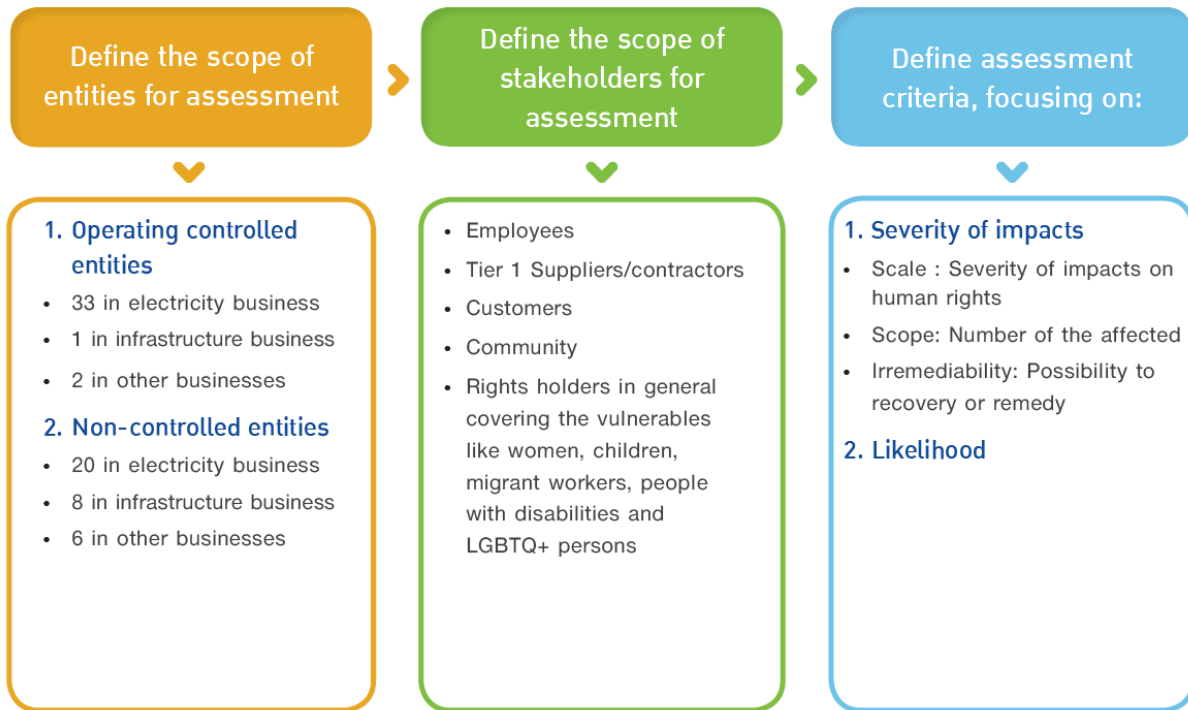 Define the scope of
entities for assessment
Define the scope of
stakeholders for
assessment
Define assessment
criteria, focusing on:
1. Operating controlled
entities
• 33 in electricity business
• 1 in infrastructure business
• 2 in other businesses
2. Non-controlled entities
• 20 in electricity business
• 8 in infrastructure business
• 6 in other businesses
• Employees
• Tier 1 Suppliers/contractors
• Customers
• Community
• Rights holders in general
covering the vulnerables
like women, children,
migrant workers, people
with disabilities and
LGBTQ+ persons
1. Severity of impacts
• Scale : Severity of impacts on
human rights
• Scope: Number of the affected
• Irremediability: Possibility to
recovery or remedy
2. Likelihood